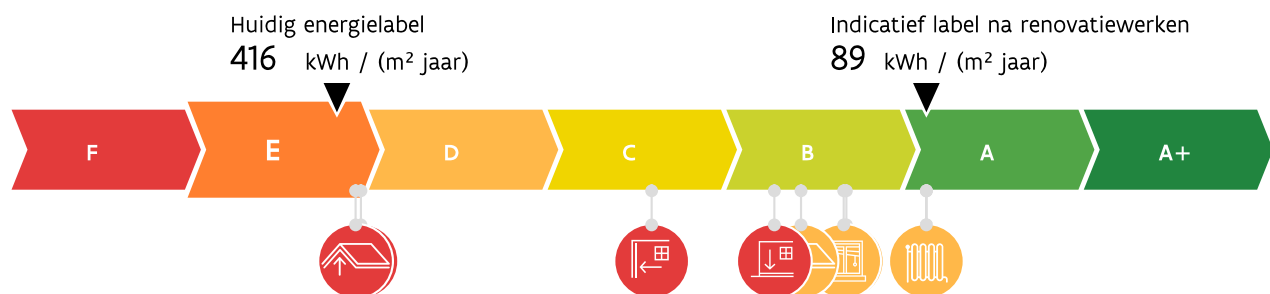 Huidig energielabel
416 kWh / (m² jaar)
Indicatief label na renovatiewerken
89 kWh / (m² jaar)
F E D C B A A+